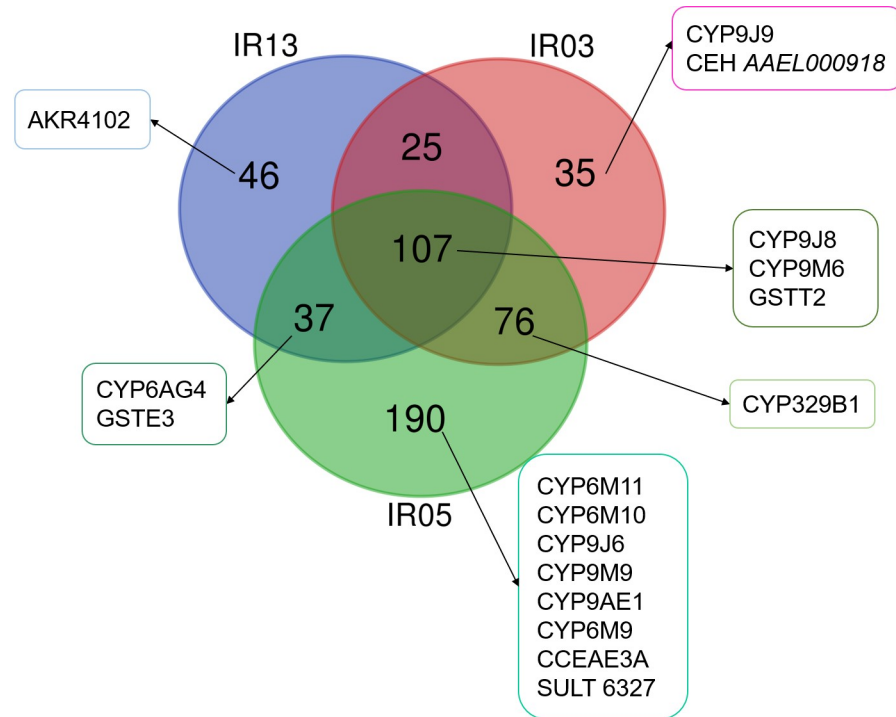 IR13
IR03
CYP9J9
CEH AAEL000918
AKR4102
46
25
35
107
CYP9J8
CYP9M6
GSTT2
37
76
CYP6AG4
GSTE3
CYP329B1
190
IR05
CYP6M11
CYP6M10
CYP9J6
CYP9M9
CYP9AE1
CYP6M9
CCEAE3A
SULT 6327